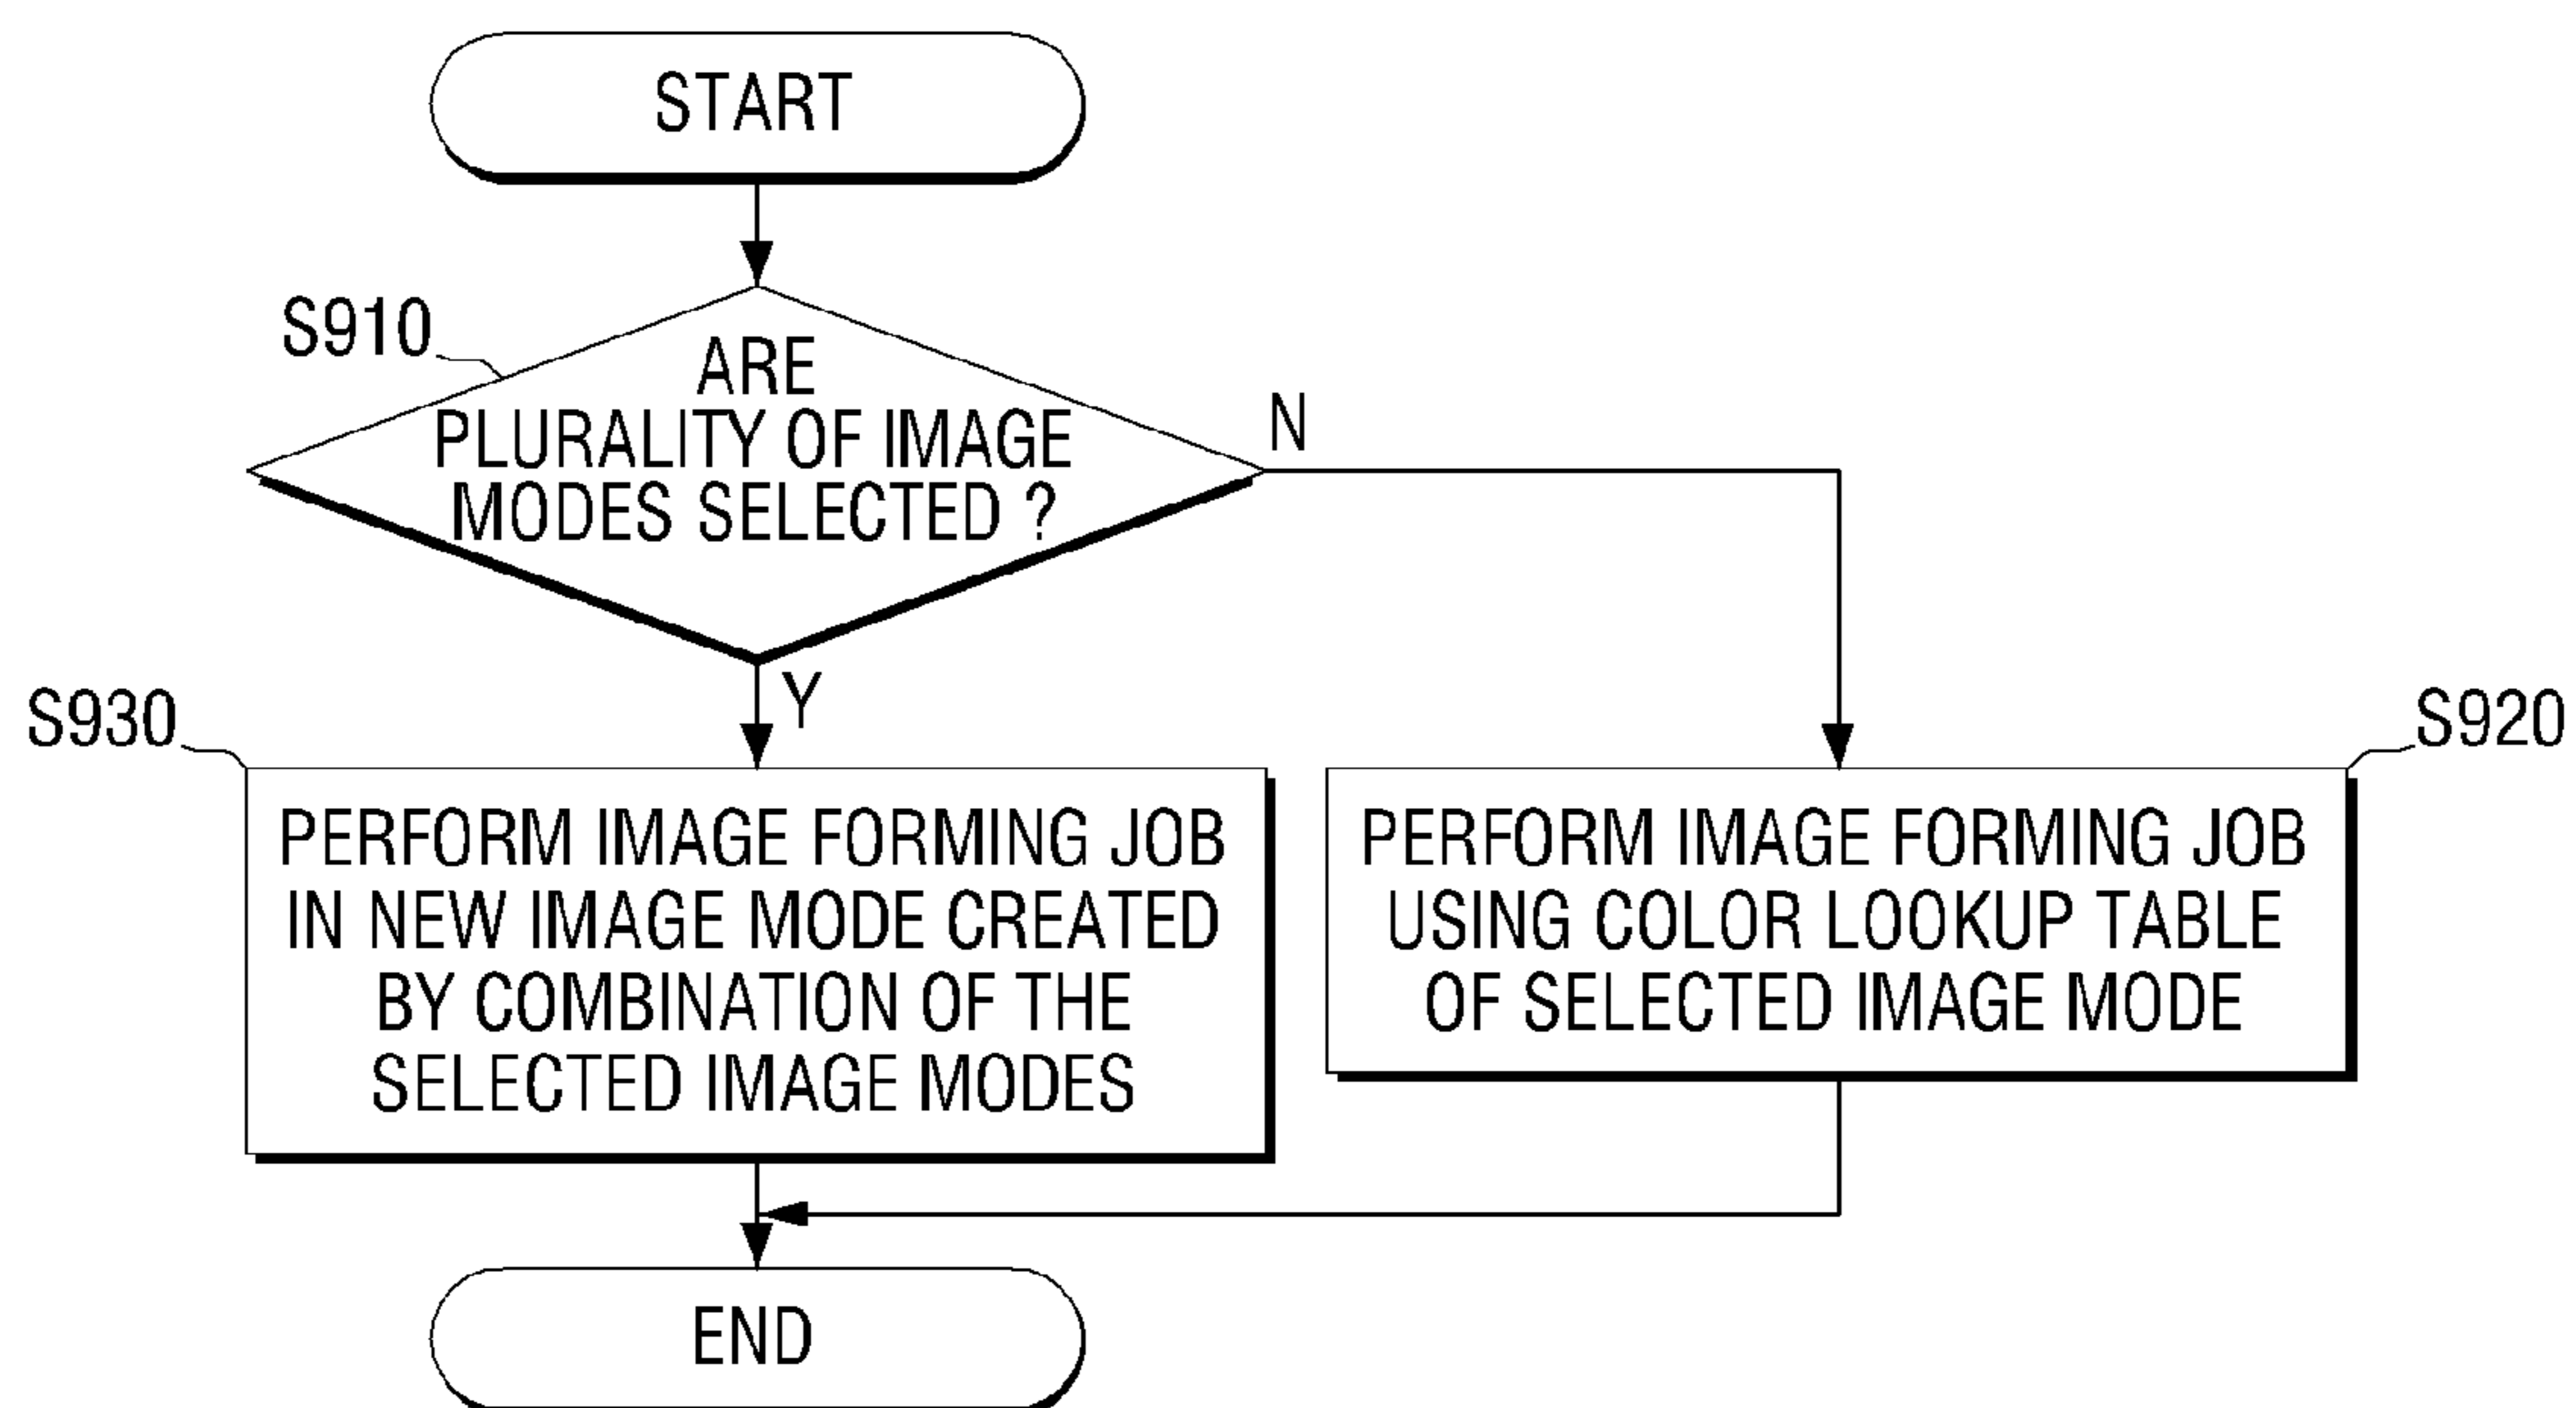 START
S910
ARE
PLURALITY OF IMAGE
MODES SELECTED ?
N
Y
S930
PERFORM IMAGE FORMING JOB
IN NEW IMAGE MODE CREATED
BY COMBINATION OF THE
SELECTED IMAGE MODES
S920
PERFORM IMAGE FORMING JOB
USING COLOR LOOKUP TABLE
OF SELECTED IMAGE MODE
END